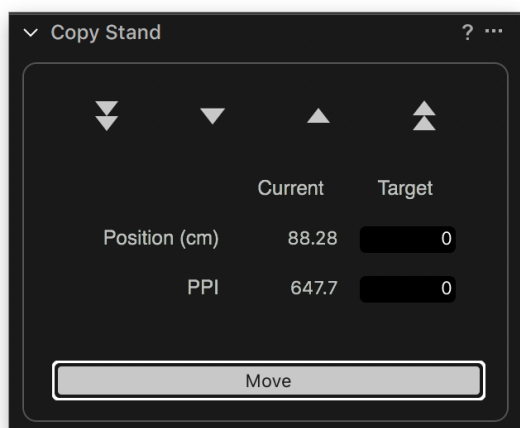 Copy Stand ? ···
Current Target
Position (cm) 88.28 0
PPI 647.7 0
Move